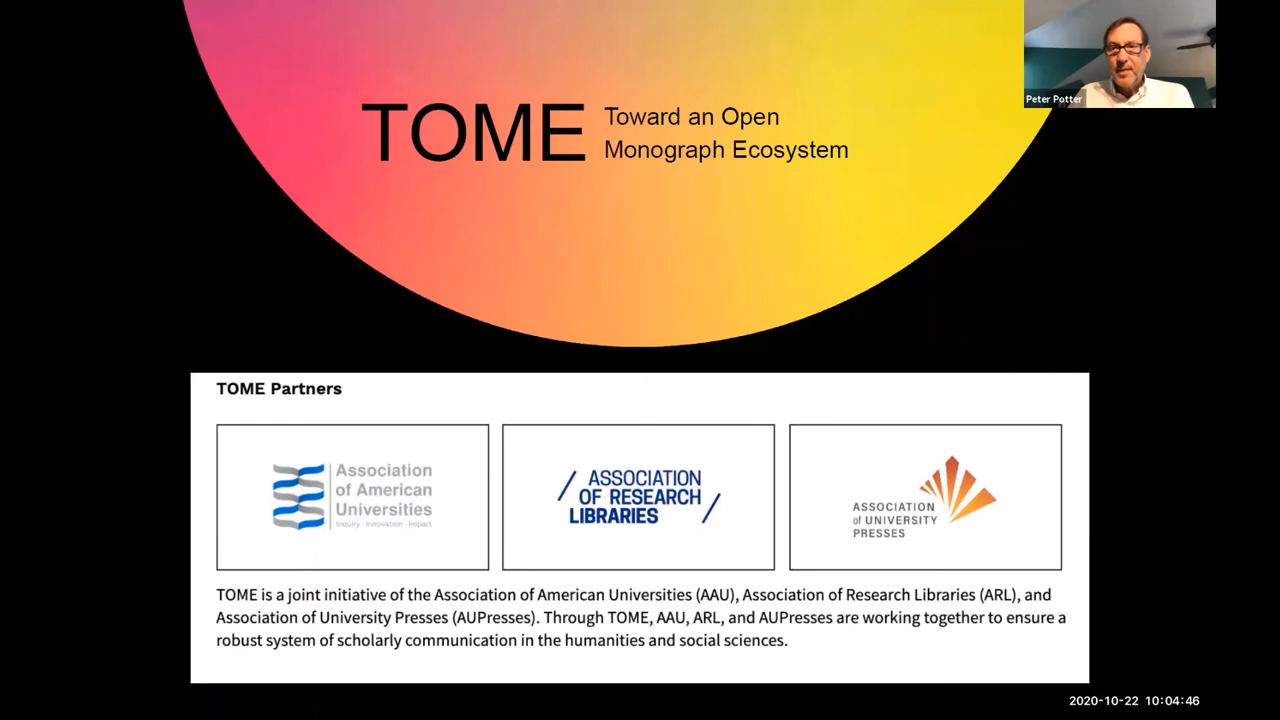 TOME
Toward an Open
Monograph Ecosystem
Peter Potter
TOME Partners
Association
of American
Universities
Inquiry · Innovation · Impact
ASSOCIATION
OF RESEARCH
LIBRARIES
ASSOCIATION
of UNIVERSITY
PRESSES
TOME is a joint initiative of the Association of American Universities (AAU), Association of Research Libraries (ARL), and
Association of University Presses (AUPresses). Through TOME, AAU, ARL, and AUPresses are working together to ensure a
robust system of scholarly communication in the humanities and social sciences.
2020-10-22 10:04:46